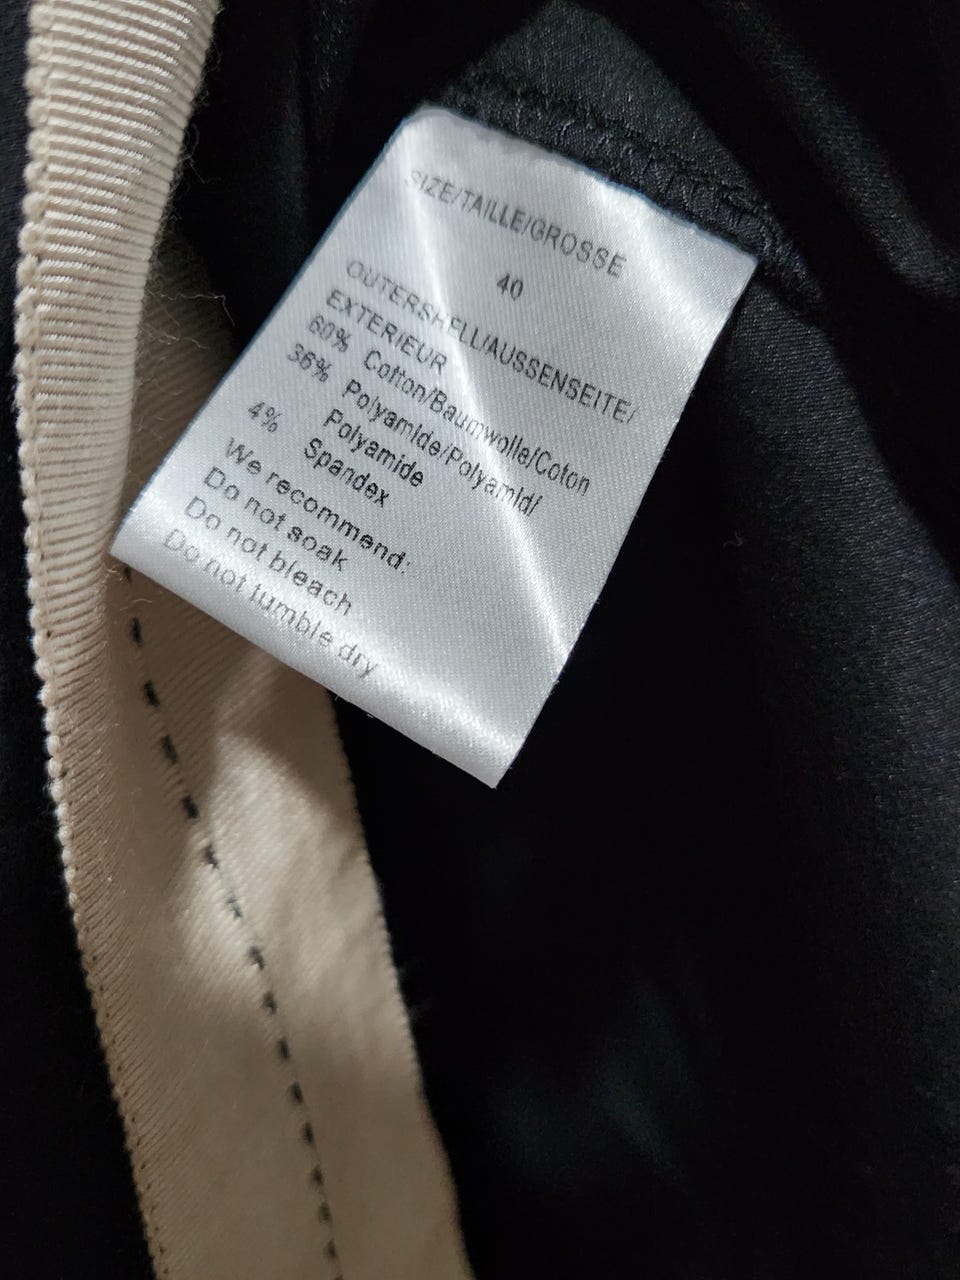 SIZE/TAILLE/GROSSE
40
OUTERSHELL/AUSSENSEITE/
EXTERIEUR
60% Cotton/Baumwolle/Coton
36% Polyamide/Polyamid/
Polyamide
4% Spandex
We recommend:
Do not soak
Do not bleach
Do not tumble dry